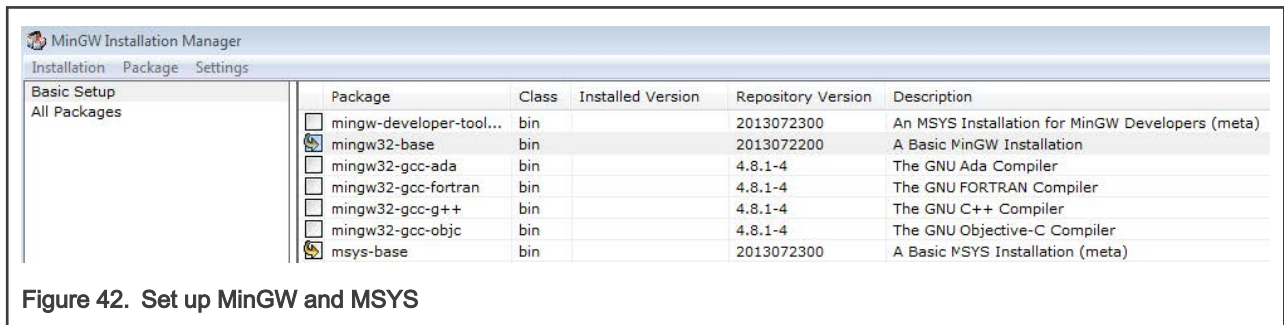 MinGW Installation Manager
Installation Package Settings
Basic Setup
All Packages
Package Class Installed Version Repository Version Description
mingw-developer-tool... bin 2013072300 An MSYS Installation for MinGW Developers (meta)
mingw32-base bin 2013072200 A Basic MinGW Installation
mingw32-gcc-ada bin 4.8.1-4 The GNU Ada Compiler
mingw32-gcc-fortran bin 4.8.1-4 The GNU FORTRAN Compiler
mingw32-gcc-g++ bin 4.8.1-4 The GNU C++ Compiler
mingw32-gcc-objc bin 4.8.1-4 The GNU Objective-C Compiler
msys-base bin 2013072300 A Basic MSYS Installation (meta)
Figure 42. Set up MinGW and MSYS